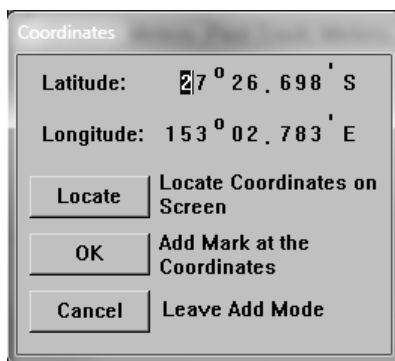 Coordinates
Latitude: 27°26.698' S
Longitude: 153°02.783' E
Locate Locate Coordinates on
Screen
OK Add Mark at the
Coordinates
Cancel Leave Add Mode